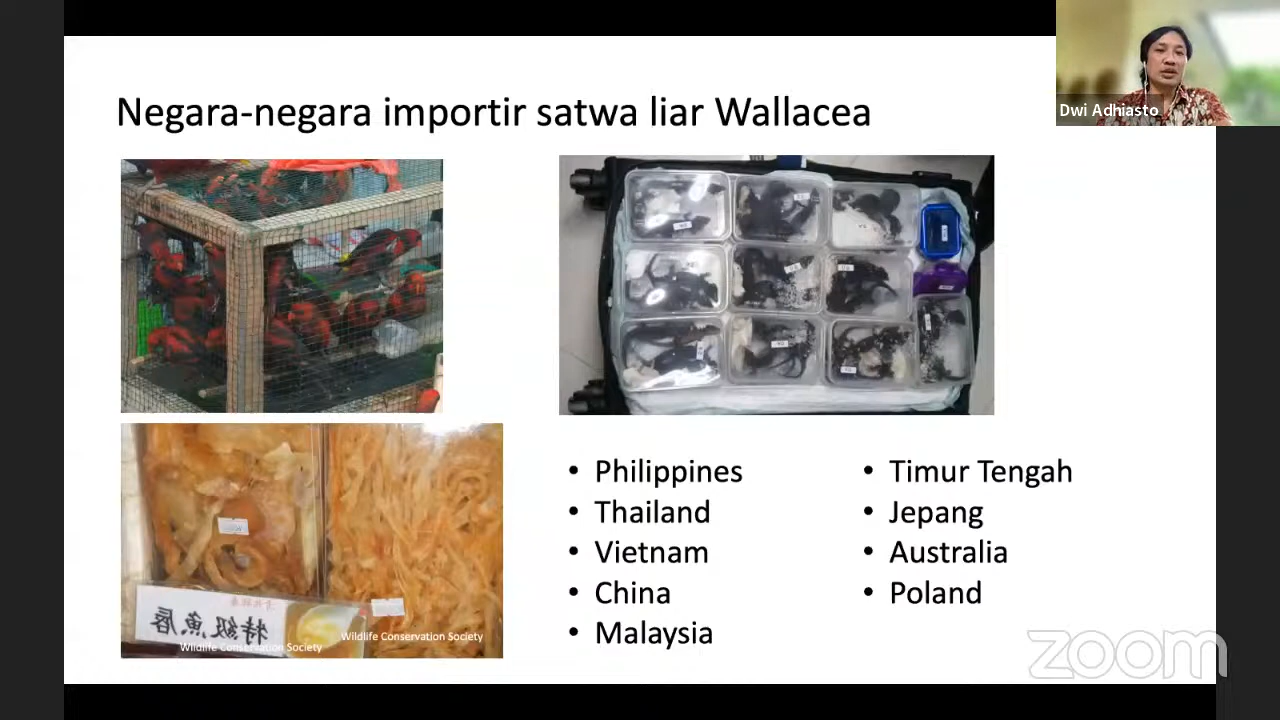 Negara-negara importir satwa liar Wallacea
Dwi Adhiasto
特級魚唇
Wildlife Conservation Society
Wildlife Conservation Society
• Philippines
• Thailand
• Vietnam
• China
• Malaysia
• Timur Tengah
• Jepang
• Australia
• Poland
zoom